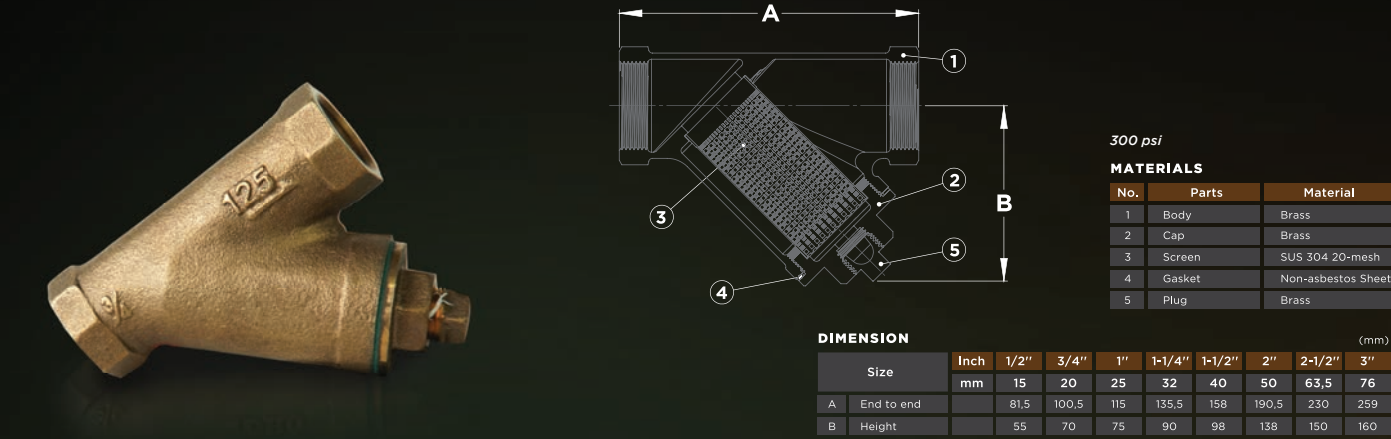 A
1
B
2
3
5
4
125
3/4
300 psi
MATERIALS
No. Parts Material
1 Body Brass
2 Cap Brass
3 Screen SUS 304 20-mesh
4 Gasket Non-asbestos Sheet
5 Plug Brass
DIMENSION (mm)
Size Inch 1/2'' 3/4'' 1'' 1-1/4'' 1-1/2'' 2'' 2-1/2'' 3''
mm 15 20 25 32 40 50 63,5 76
A End to end 81,5 100,5 115 135,5 158 190,5 230 259
B Height 55 70 75 90 98 138 150 160